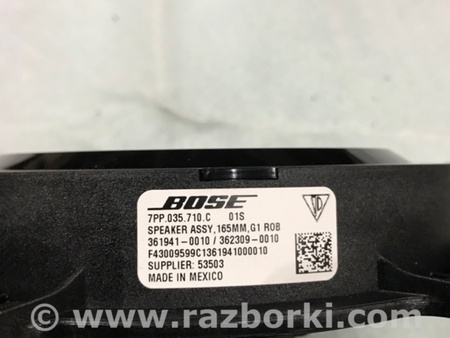 BOSE
7PP.035.710.C 01S
SPEAKER ASSY,165MM,G1 ROB
361941-0010 / 362309-0010
F43009599C1361941000010
SUPPLIER: 53503
MADE IN MEXICO
www.razborki.com